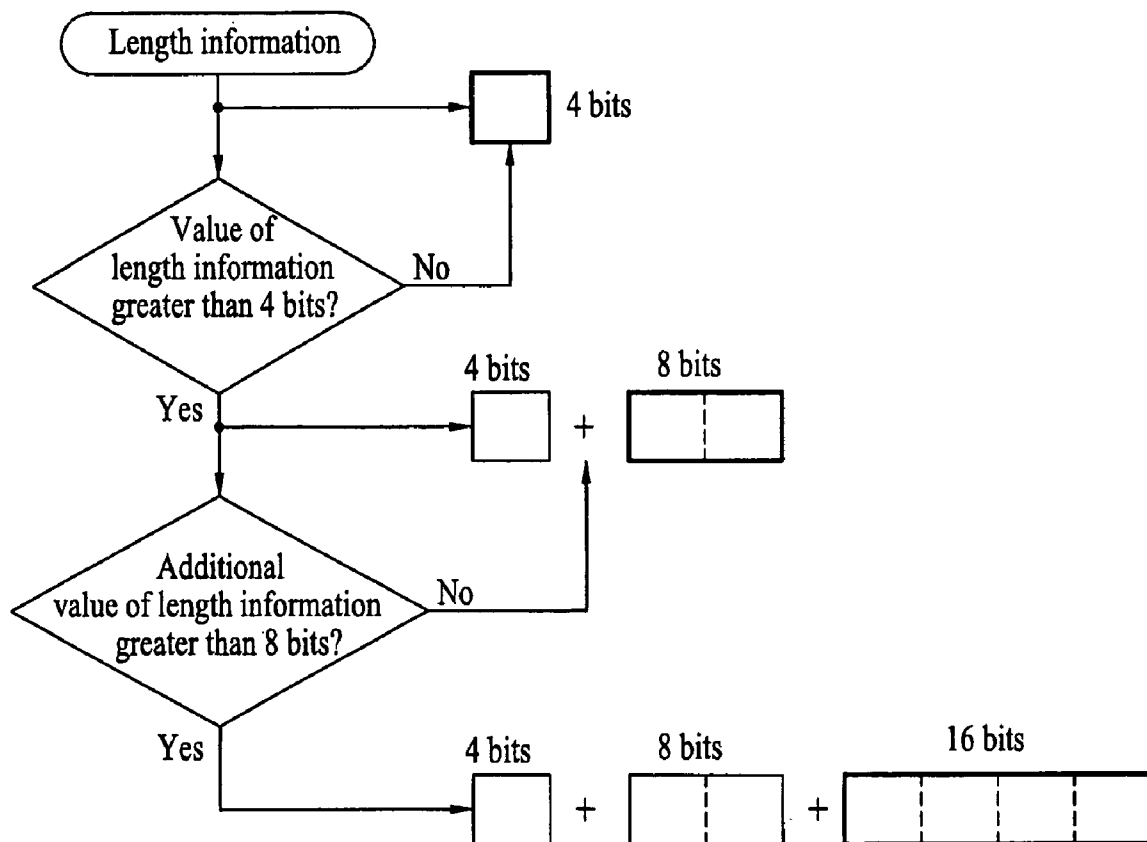 Length information
4 bits
Value of
length information
greater than 4 bits?
No
4 bits
8 bits
Yes
+
Additional
value of length information
greater than 8 bits?
No
Yes
4 bits
8 bits
16 bits
+
+